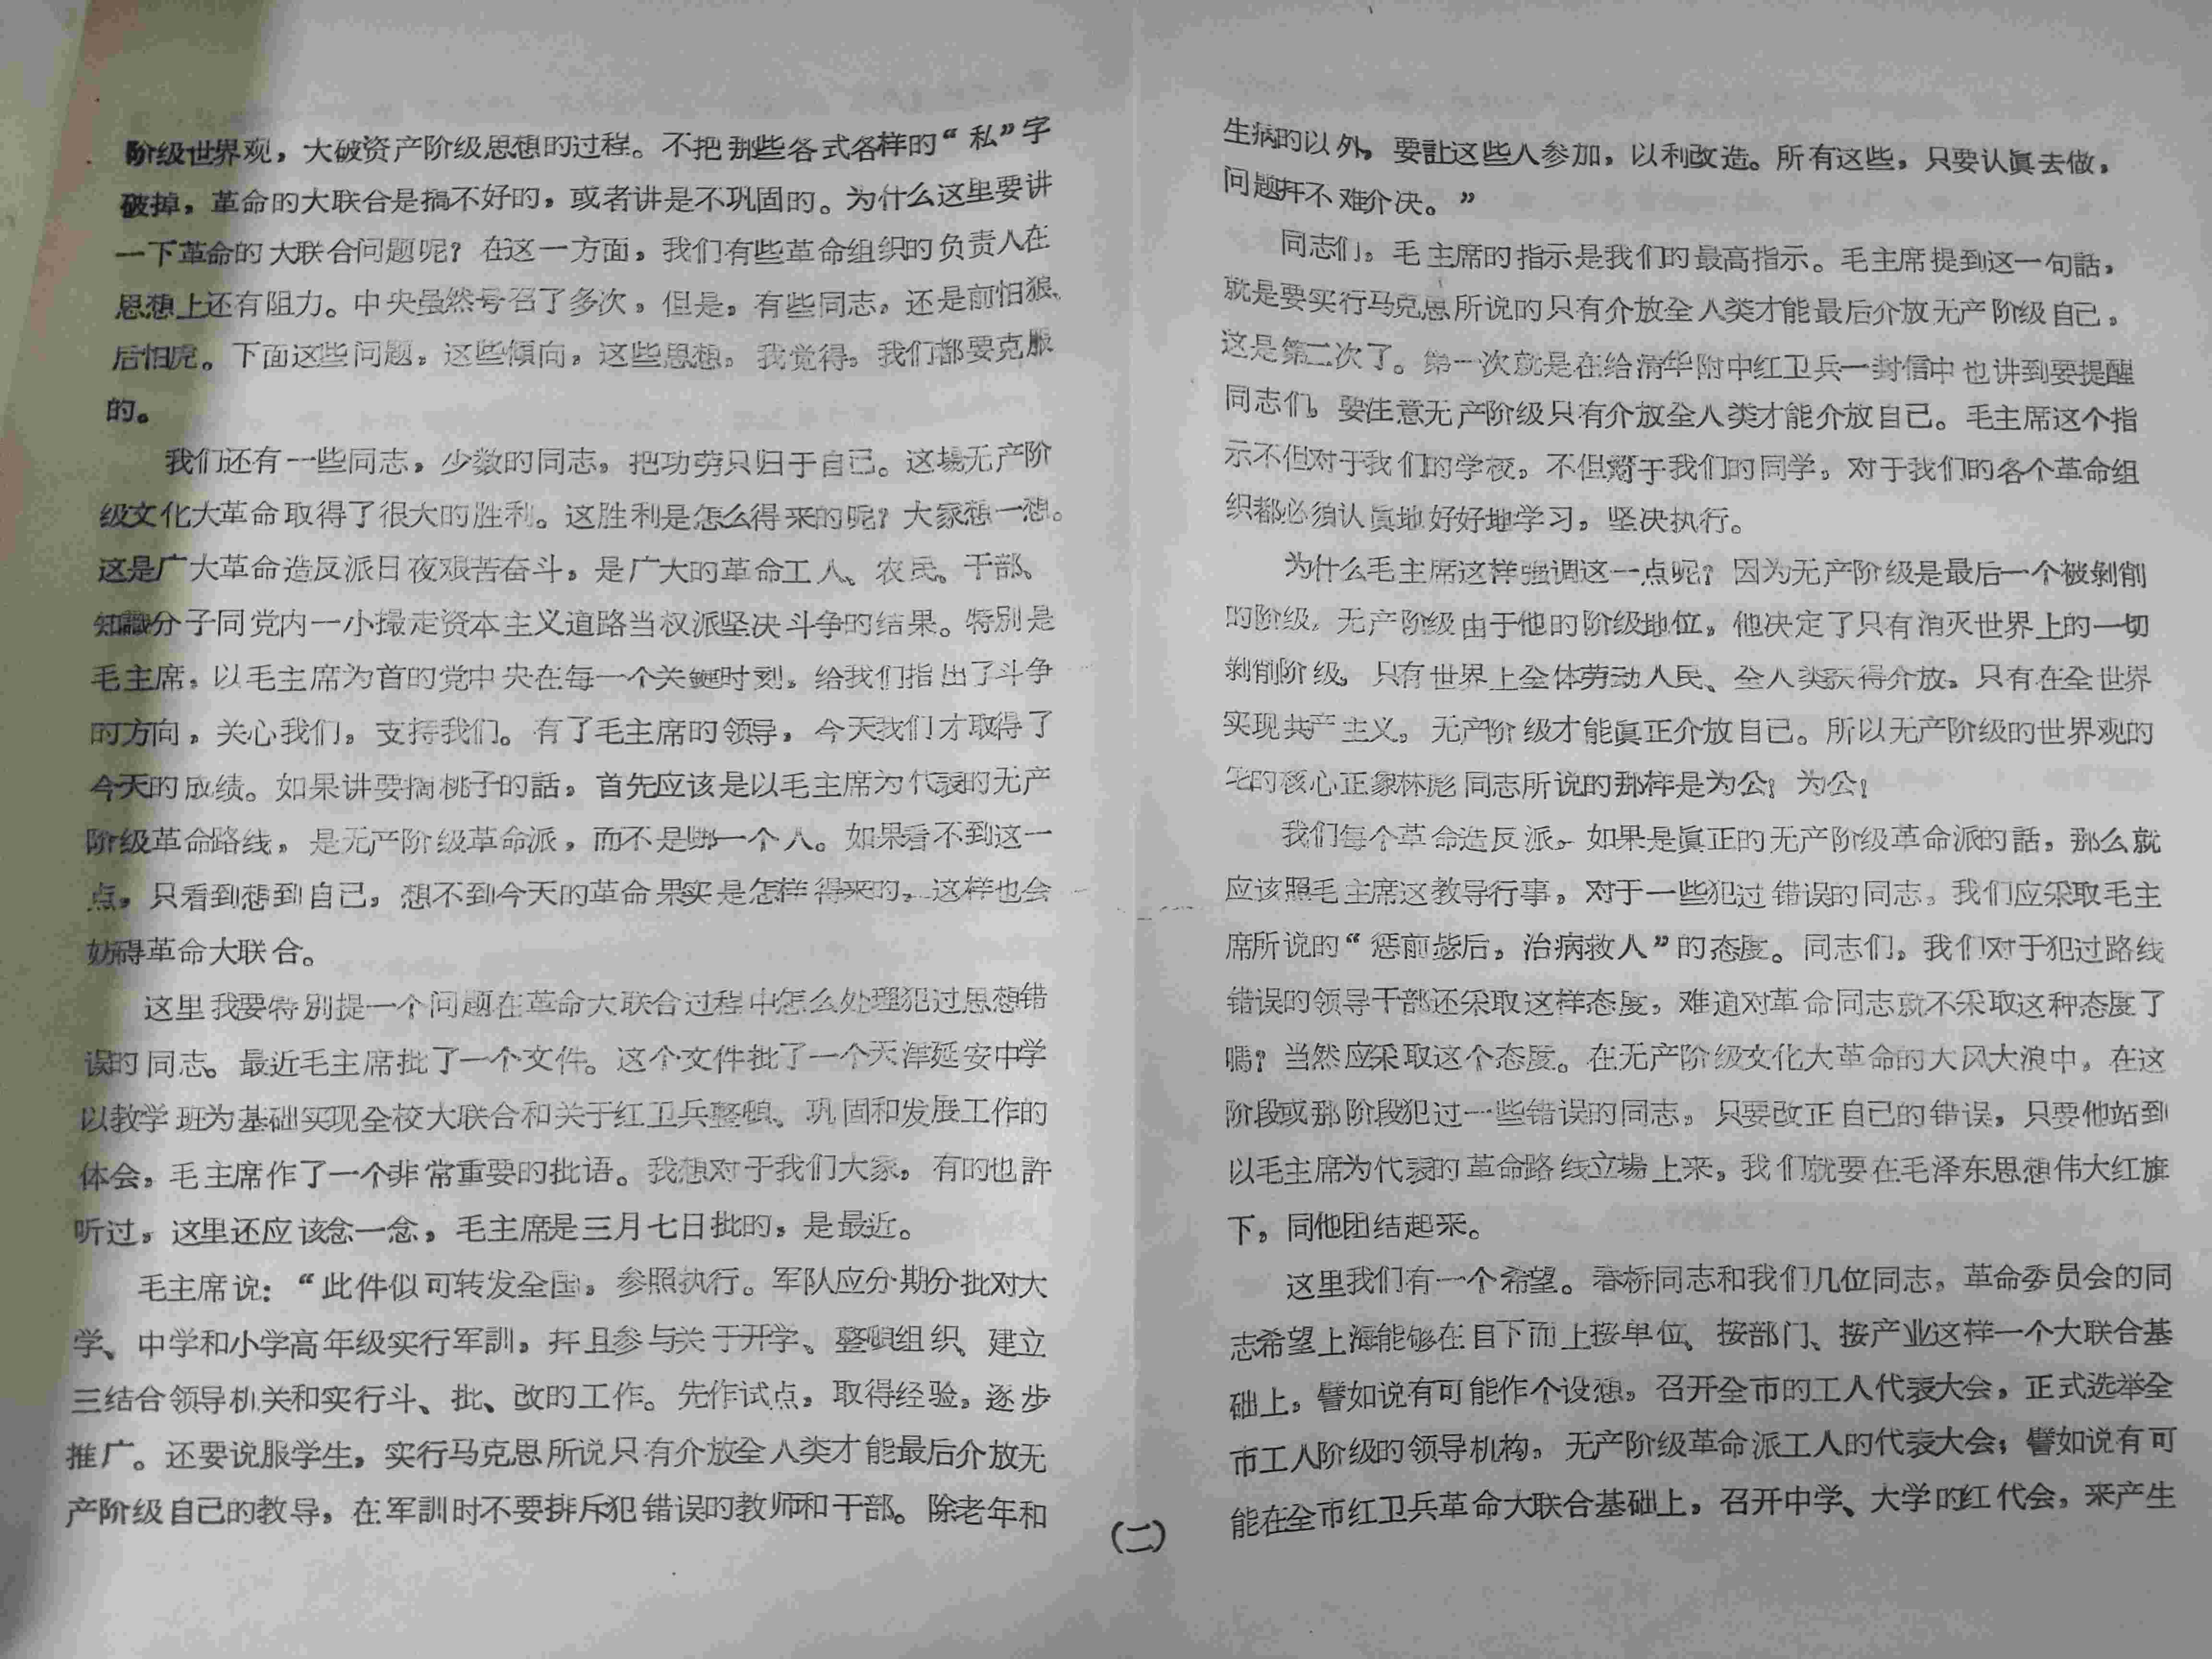 阶级世界观，大破资产阶级思想的过程。不把那些各式各样的“私”字
破掉，革命的大联合是搞不好的，或者讲是不巩固的。为什么这里要讲
一下革命的大联合问题呢？在这一方面，我们有些革命组织的负责人在
思想上还有阻力。中央虽然号召了多次，但是，有些同志，还是前怕狼、
后怕虎。下面这些问题，这些倾向，这些思想，我觉得，我们都要克服
的。
我们还有一些同志，少数的同志，把功劳只归于自己。这場无产阶
级文化大革命取得了很大的胜利。这胜利是怎么得来的呢？大家想一想。
这是广大革命造反派日夜艰苦奋斗，是广大的革命工人、农民、干部、
知識分子同党内一小撮走资本主义道路当权派坚决斗争的结果。特别是
毛主席，以毛主席为首的党中央在每一个关鍵时刻，给我们指出了斗争
的方向，关心我们，支持我们。有了毛主席的领导，今天我们才取得了
今天的成绩。如果讲要摘桃子的話，首先应该是以毛主席为代表的无产
阶级革命路线，是无产阶级革命派，而不是哪一个人。如果看不到这一
点，只看到想到自己，想不到今天的革命果实是怎样得来的，这样也会
妨碍革命大联合。
这里我要特别提一个问题在革命大联合过程中怎么处理犯过思想错
误的同志。最近毛主席批了一个文件。这个文件批了一个天津延安中学
以教学班为基础实现全校大联合和关于红卫兵整頓、巩固和发展工作的
体会，毛主席作了一个非常重要的批语。我想对于我们大家，有的也許
听过，这里还应该念一念，毛主席是三月七日批的，是最近。
毛主席说：“此件似可转发全国，参照执行。军队应分期分批对大
学、中学和小学高年级实行军訓，并且参与关于开学、整頓组织、建立
三结合领导机关和实行斗、批、改的工作。先作试点，取得经验，逐步
推广。还要说服学生，实行马克思所说只有介放全人类才能最后介放无
产阶级自己的教导，在军訓时不要排斥犯错误的教师和干部。除老年和
生病的以外，要让这些人参加，以利改造。所有这些，只要认眞去做，
问题并不难介决。”
同志们，毛主席的指示是我们的最高指示。毛主席提到这一句話，
就是要实行马克思所说的只有介放全人类才能最后介放无产阶级自己，
这是第二次了。第一次就是在给清华附中红卫兵一封信中也讲到要提醒
同志们，要注意无产阶级只有介放全人类才能介放自己。毛主席这个指
示不但对于我们的学校，不但对于我们的同学，对于我们的各个革命组
织都必須认眞地好好地学习，坚决执行。
为什么毛主席这样强调这一点呢？因为无产阶级是最后一个被剥削
的阶级，无产阶级由于他的阶级地位，他决定了只有消灭世界上的一切
剥削阶级，只有世界上全体劳动人民、全人类获得介放，只有在全世界
实现共产主义，无产阶级才能眞正介放自己。所以无产阶级的世界观的
它的核心正象林彪同志所说的那样是为公！为公！
我们每个革命造反派，如果是眞正的无产阶级革命派的話，那么就
应该照毛主席这教导行事，对于一些犯过错误的同志，我们应采取毛主
席所说的“惩前毖后，治病救人”的态度。同志们，我们对于犯过路线
错误的领导干部还采取这样态度，难道对革命同志就不采取这种态度了
嗎？当然应采取这个态度。在无产阶级文化大革命的大风大浪中，在这
阶段或那阶段犯过一些错误的同志，只要改正自己的错误，只要他站到
以毛主席为代表的革命路线立場上来，我们就要在毛泽东思想伟大红旗
下，同他团结起来。
这里我们有一个希望。春桥同志和我们几位同志，革命委员会的同
志希望上海能够在自下而上按单位、按部门、按产业这样一个大联合基
础上，譬如说有可能作个设想，召开全市的工人代表大会，正式选举全
市工人阶级的领导机构，无产阶级革命派工人的代表大会；譬如说有可
能在全市红卫兵革命大联合基础上，召开中学、大学的红代会，来产生
（二）